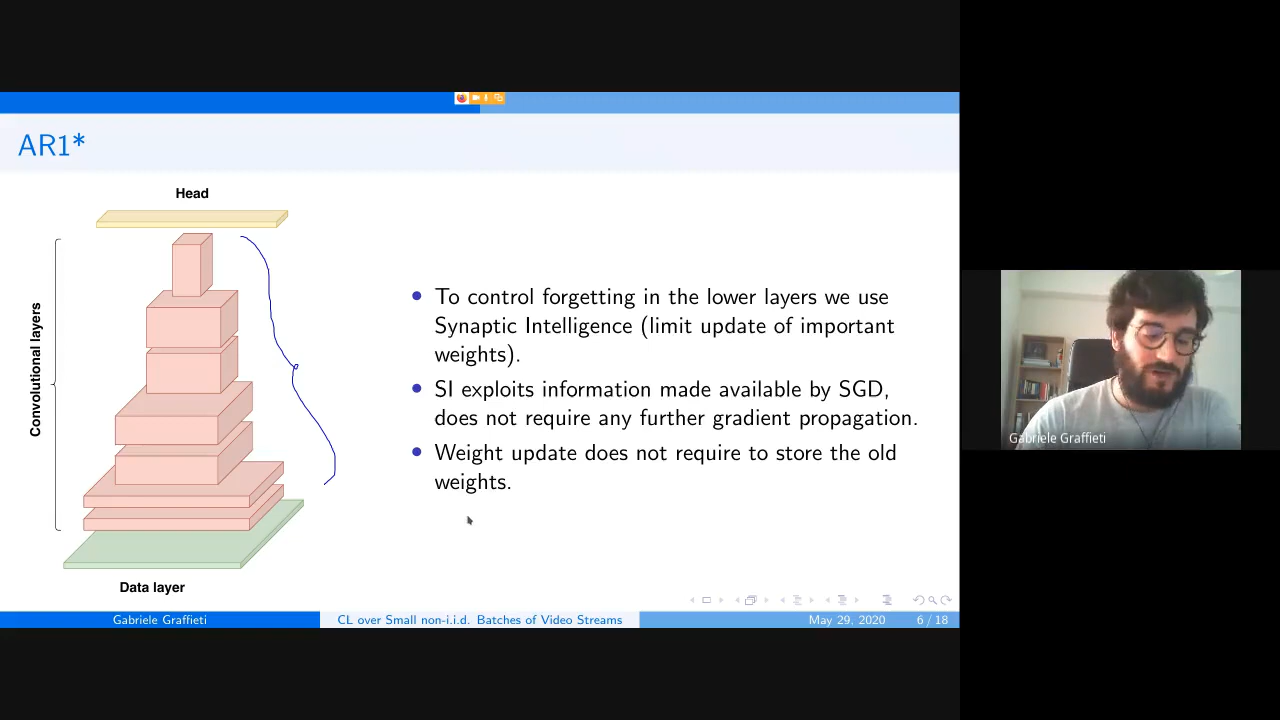 AR1*
Head
Convolutional layers
Data layer
To control forgetting in the lower layers we use
Synaptic Intelligence (limit update of important
weights).
SI exploits information made available by SGD,
does not require any further gradient propagation.
Weight update does not require to store the old
weights.
Gabriele Graffieti
CL over Small non-i.i.d. Batches of Video Streams
May 29, 2020
6 / 18
Gabriele Graffieti